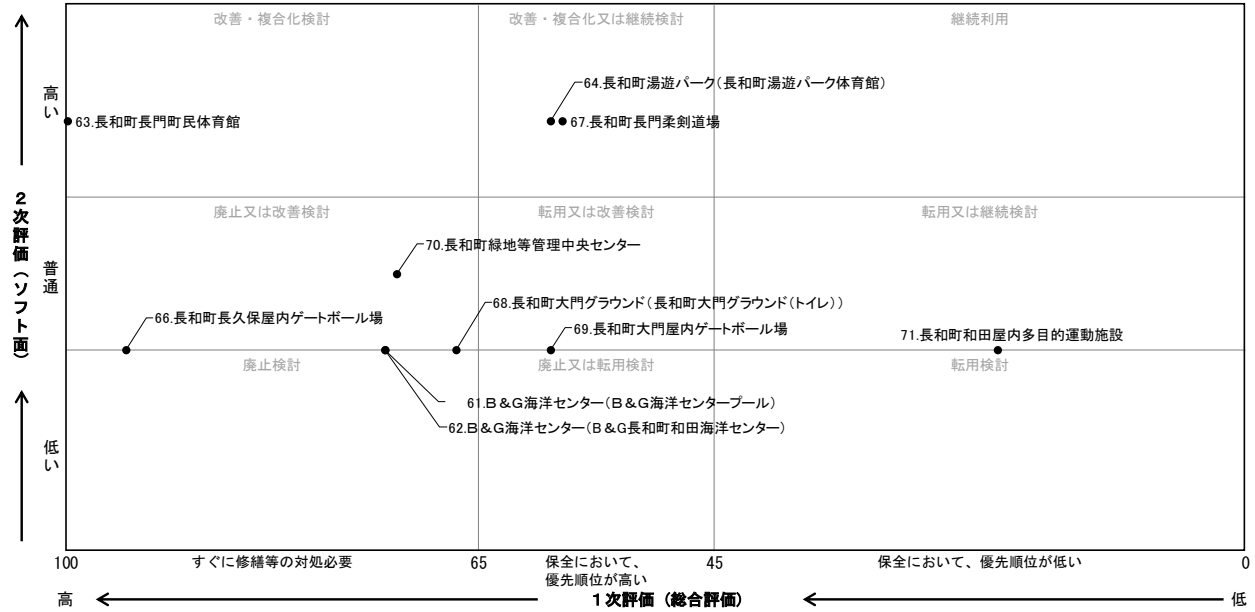 改善・複合化検討
改善・複合化又は継続検討
継続利用
64.長和町湯遊パーク(長和町湯遊パーク体育館)
高い
63.長和町長門町民体育館
67.長和町長門柔剣道場
2次評価(ソフト面)
廃止又は改善検討
転用又は改善検討
転用又は継続検討
普通
70.長和町緑地等管理中央センター
68.長和町大門グラウンド(長和町大門グラウンド(トイレ))
66.長和町長久保屋内ゲートボール場
69.長和町大門屋内ゲートボール場
71.長和町和田屋内多目的運動施設
廃止検討
廃止又は転用検討
転用検討
61.B&G海洋センター(B&G海洋センタープール)
62.B&G海洋センター(B&G長和町和田海洋センター)
低い
100
すぐに修繕等の対処必要
65
保全において、
優先順位が高い
45
保全において、優先順位が低い
0
高
1次評価(総合評価)
低